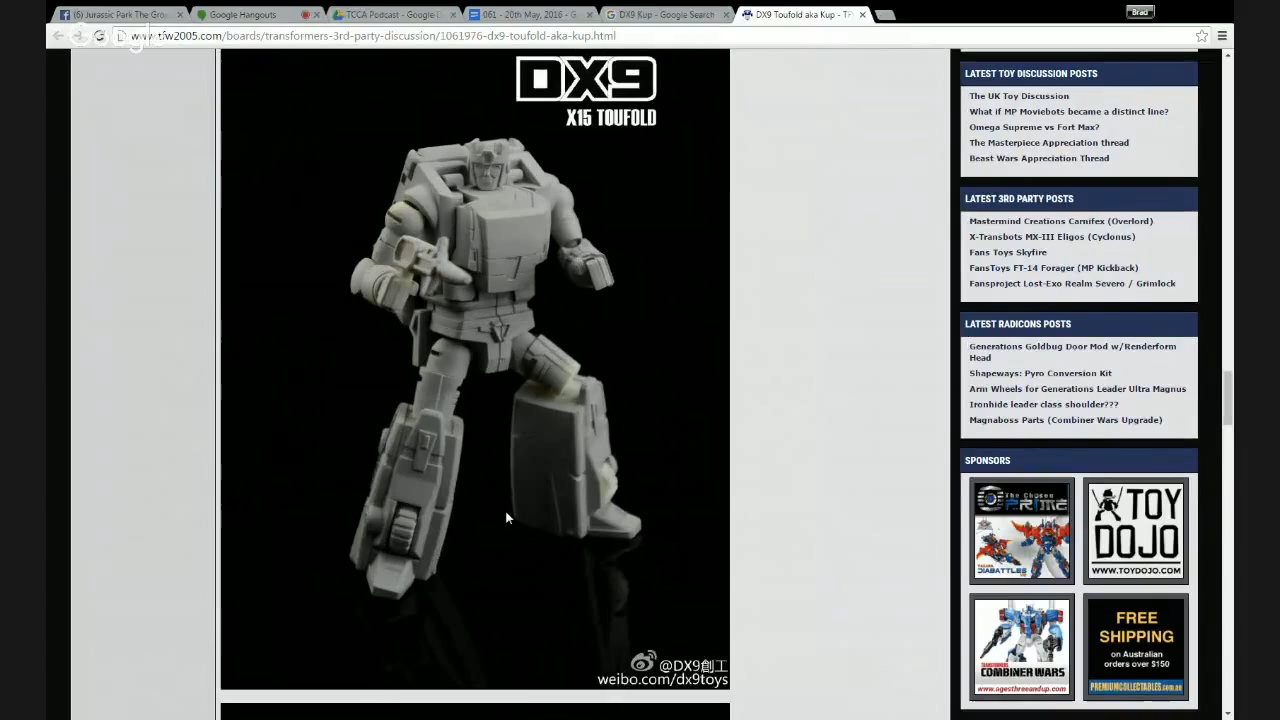 (6) Jurassic Park The Gro
Google Hangouts
TCCA Podcast - Google D
061 - 20th May, 2016 - G
DX9 Kup - Google Search
DX9 Toufold aka Kup - TF
Brad
www.tfw2005.com/boards/transformers-3rd-party-discussion/1061976-dx9-toufold-aka-kup.html
Google
DX9
X15 TOUFOLD
@DX9創工
weibo.com/dx9toys
LATEST TOY DISCUSSION POSTS
The UK Toy Discussion
What if MP Moviebots became a distinct line?
Omega Supreme vs Fort Max?
The Masterpiece Appreciation thread
Beast Wars Appreciation Thread
LATEST 3RD PARTY POSTS
Mastermind Creations Carnifex (Overlord)
X-Transbots MX-III Eligos (Cyclonus)
Fans Toys Skyfire
FansToys FT-14 Forager (MP Kickback)
Fansproject Lost-Exo Realm Severo / Grimlock
LATEST RADICONS POSTS
Generations Goldbug Door Mod w/Renderform
Head
Shapeways: Pyro Conversion Kit
Arm Wheels for Generations Leader Ultra Magnus
Ironhide leader class shoulder???
Magnaboss Parts (Combiner Wars Upgrade)
SPONSORS
The Chosen
PRIME
DIABATTLES
TOY
DOJO
WWW.TOYDOJO.COM
TRANSFORMERS
COMBINER WARS
www.agesthreeandup.com
FREE
SHIPPING
on Australian
orders over $150
PREMIUMCOLLECTABLES.COM.AU